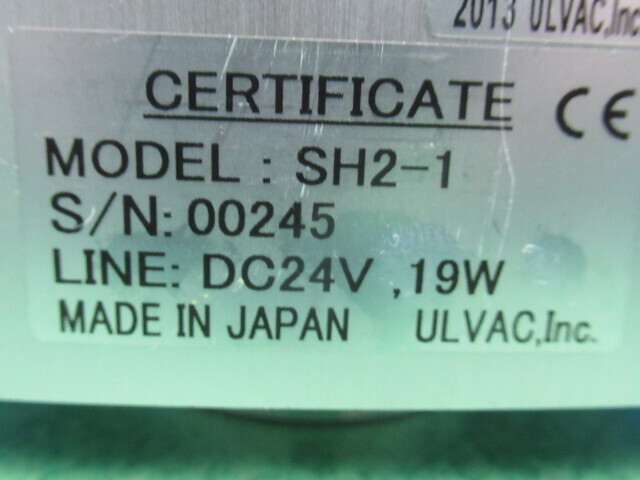 2013 ULVAC,Inc.
CERTIFICATE CE
MODEL : SH2-1
S/N: 00245
LINE: DC24V ,19W
MADE IN JAPAN ULVAC,Inc.